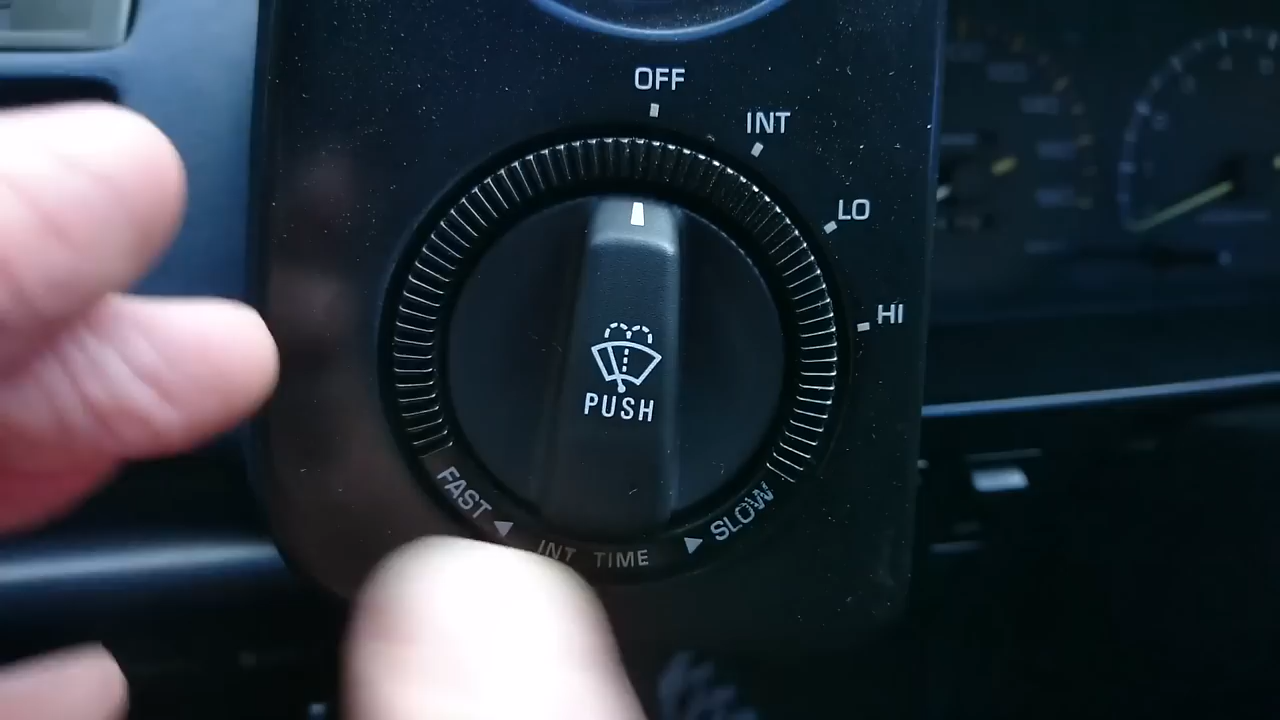 OFF
INT
LO
HI
PUSH
FAST
INT TIME
SLOW